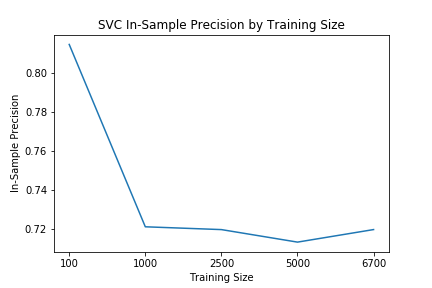 SVC In-Sample Precision by Training Size
In-Sample Precision
0.80
0.78
0.76
0.74
0.72
100 1000 2500 5000 6700
Training Size